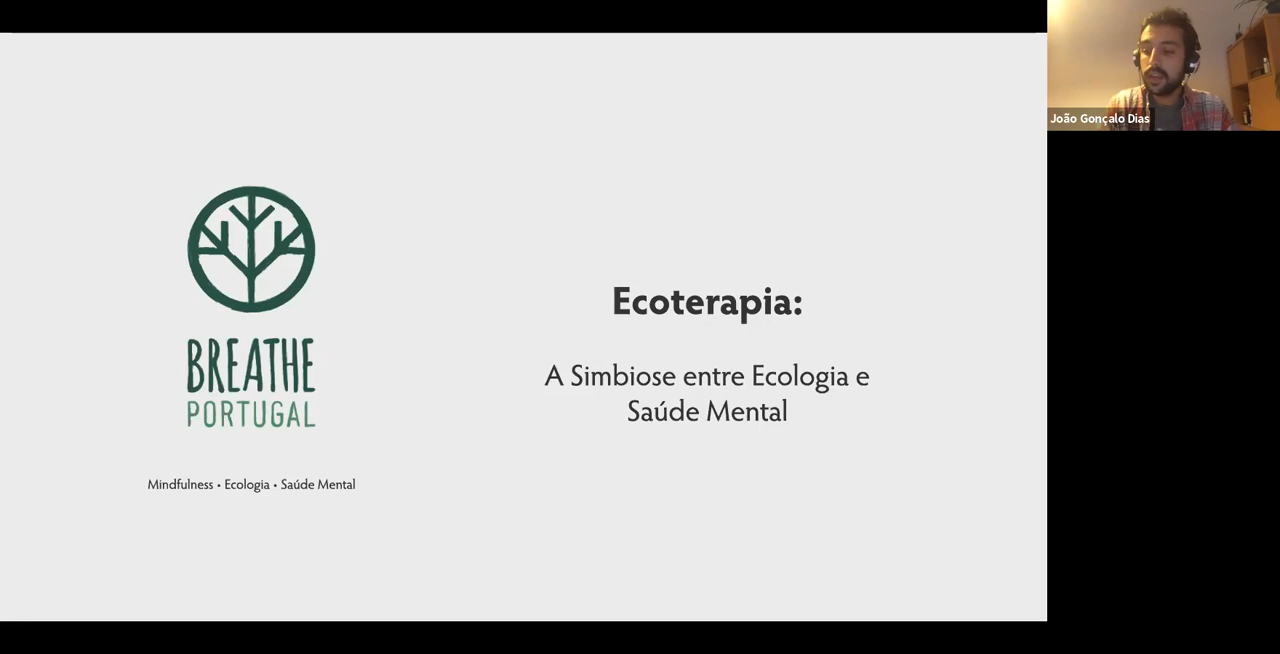 BREATHE
PORTUGAL
Mindfulness • Ecologia • Saúde Mental
Ecoterapia:
A Simbiose entre Ecologia e
Saúde Mental
João Gonçalo Dias